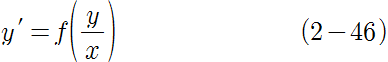 y′ = f(y/x) (2−46)